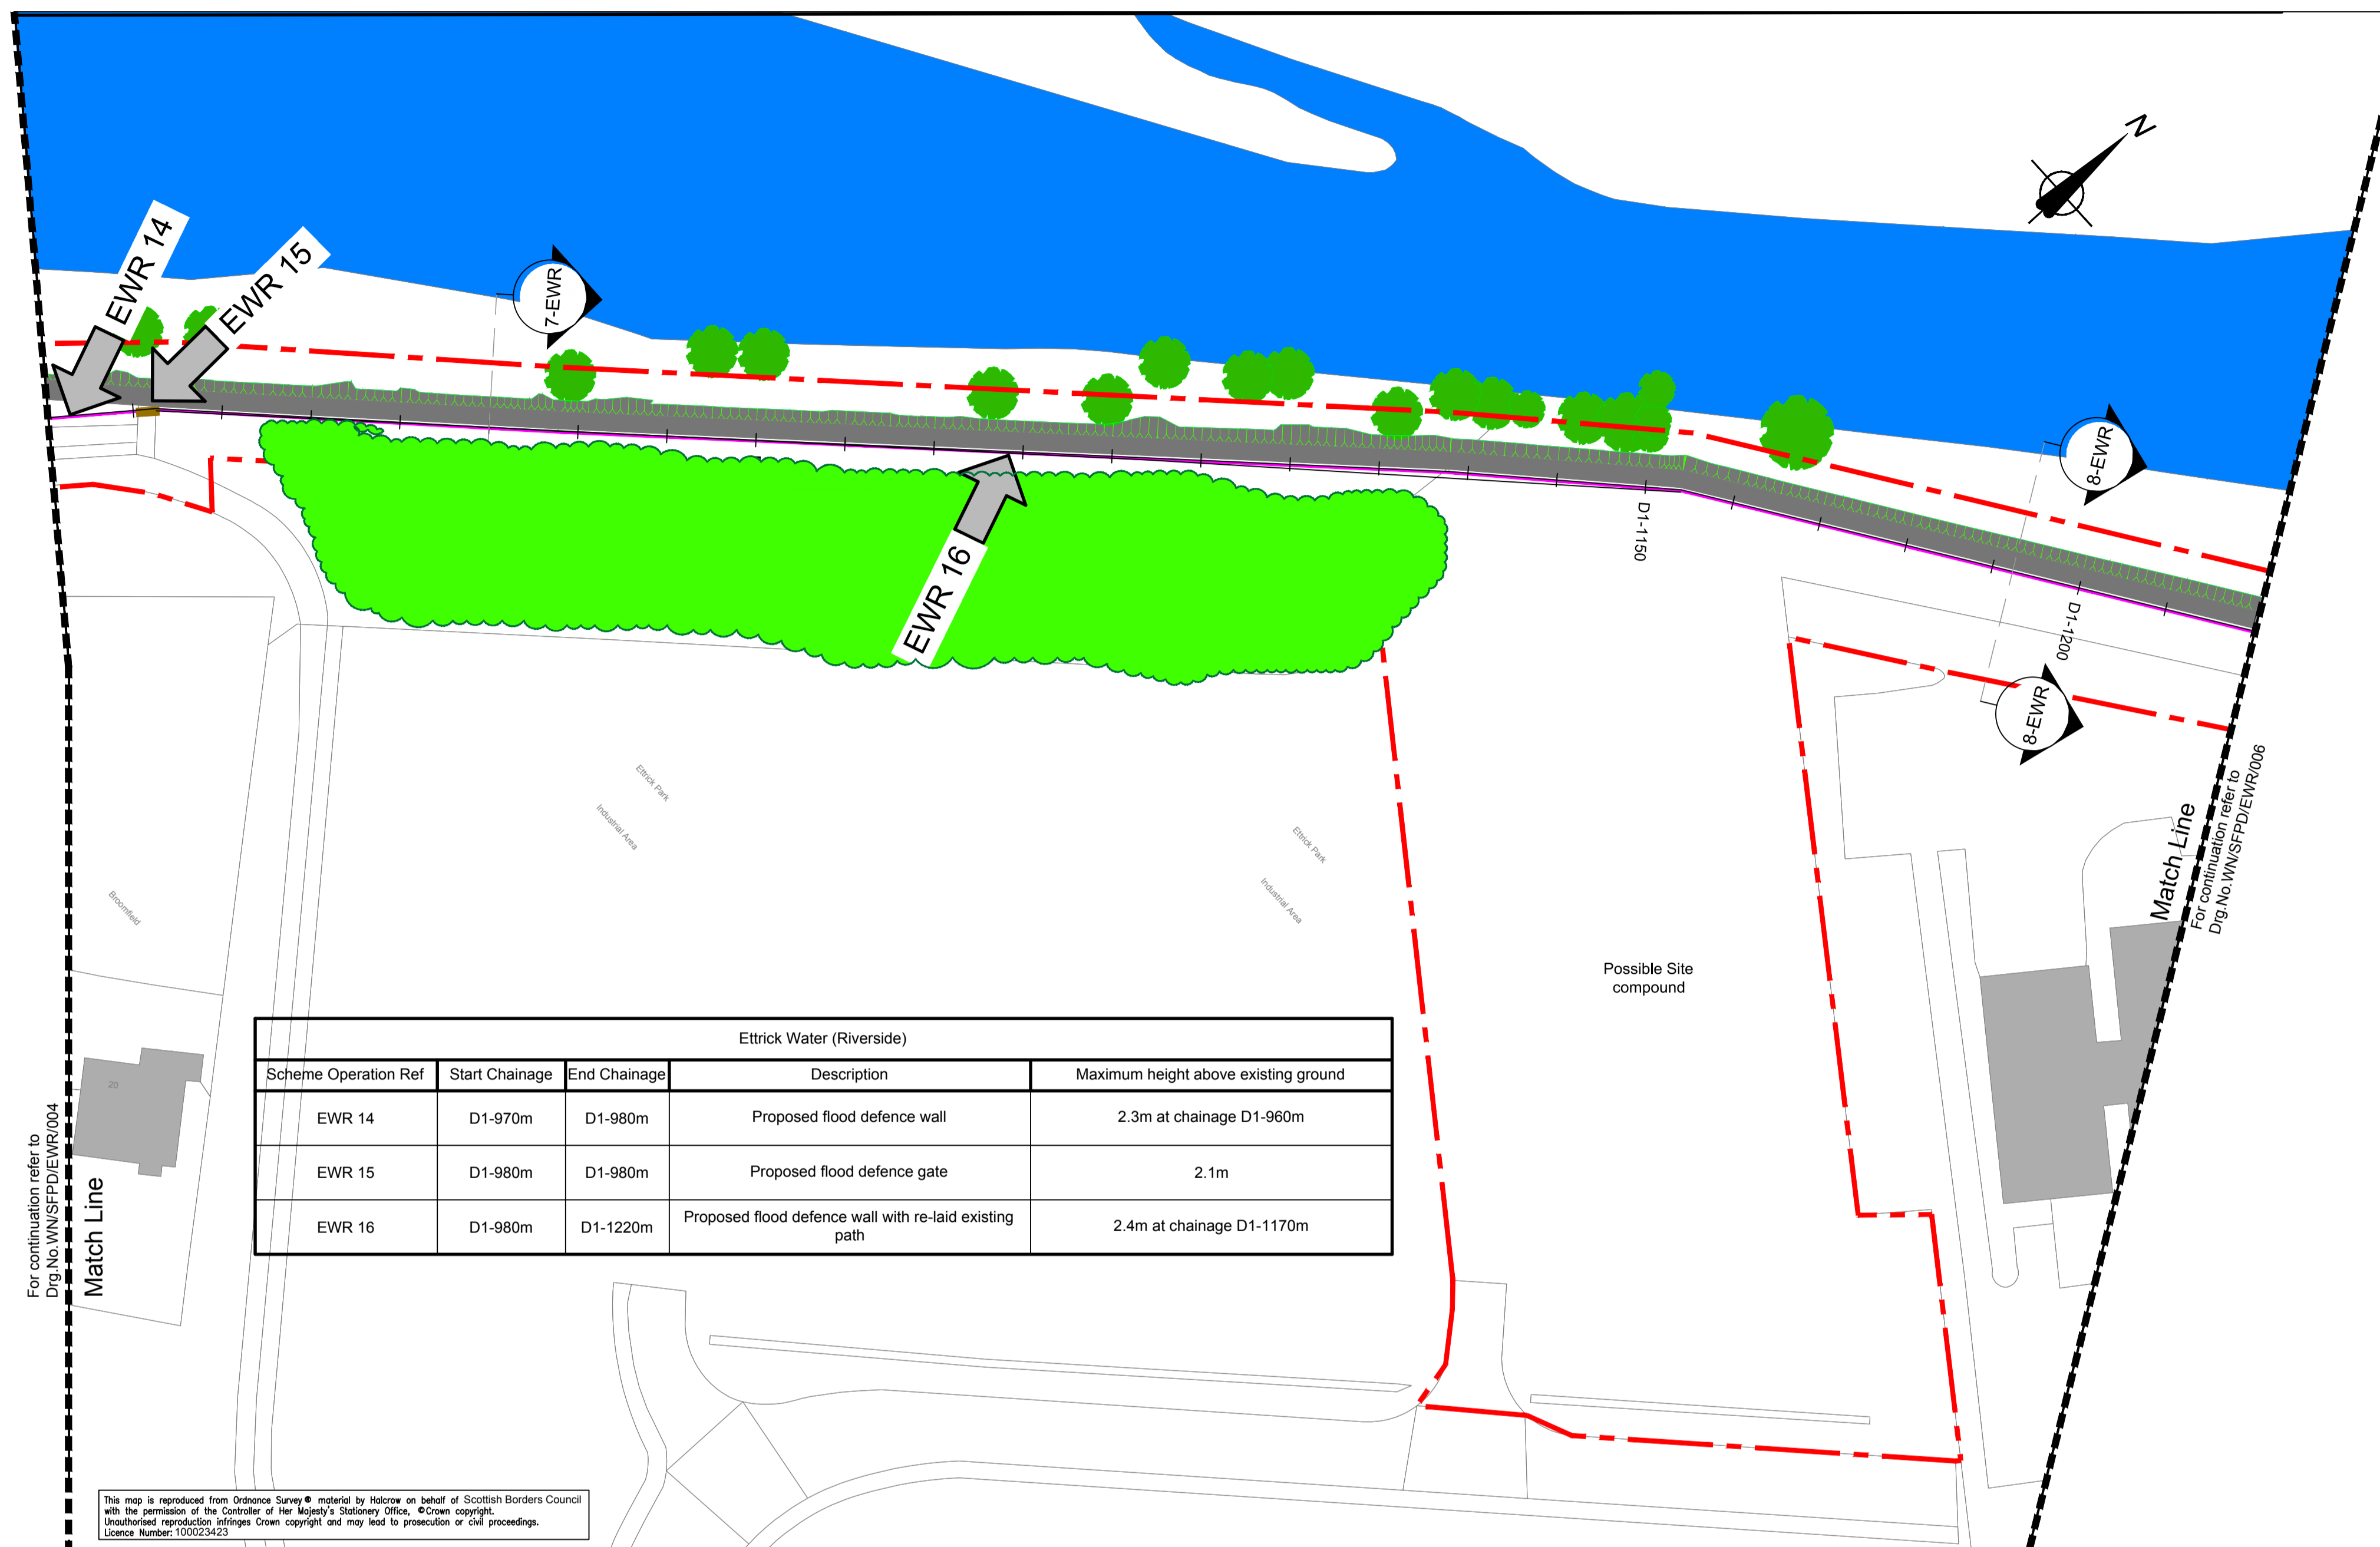 N
EWR 14
EWR 15
7-EWR
8-EWR
EWR 16
D1-1150
D1-1200
8-EWR
Ettrick Park
Industrial Area
Ettrick Park
Industrial Area
Broomfield
Possible Site
compound
Match Line
For continuation refer to
Drg.No.WN/SFPD/EWR/006
Ettrick Water (Riverside)
Scheme Operation Ref Start Chainage End Chainage Description Maximum height above existing ground
EWR 14 D1-970m D1-980m Proposed flood defence wall 2.3m at chainage D1-960m
EWR 15 D1-980m D1-980m Proposed flood defence gate 2.1m
EWR 16 D1-980m D1-1220m Proposed flood defence wall with re-laid existing
path 2.4m at chainage D1-1170m
20
For continuation refer to
Drg.No.WN/SFPD/EWR/004
Match Line
This map is reproduced from Ordnance Survey® material by Halcrow on behalf of Scottish Borders Council
with the permission of the Controller of Her Majesty's Stationery Office, ©Crown copyright.
Unauthorised reproduction infringes Crown copyright and may lead to prosecution or civil proceedings.
Licence Number: 100023423